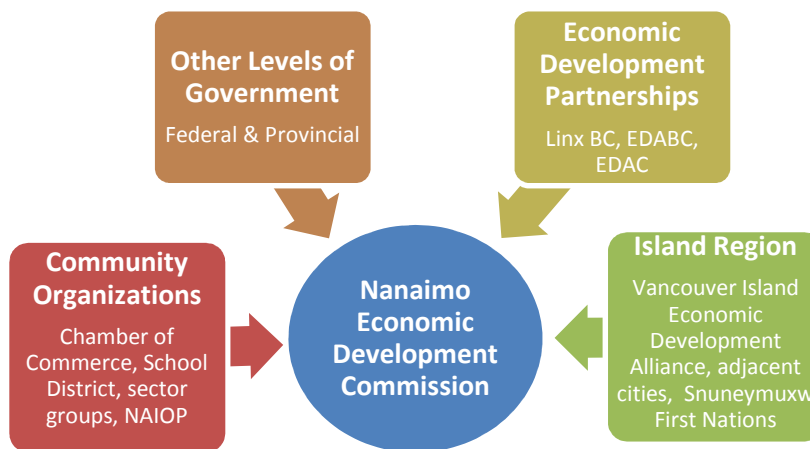 Other Levels of
Government
Federal & Provincial
Economic
Development
Partnerships
Linx BC, EDABC,
EDAC
Community
Organizations
Chamber of
Commerce, School
District, sector
groups, NAIOP
Nanaimo
Economic
Development
Commission
Island Region
Vancouver Island
Economic
Development
Alliance, adjacent
cities, Snuneymuxw
First Nations